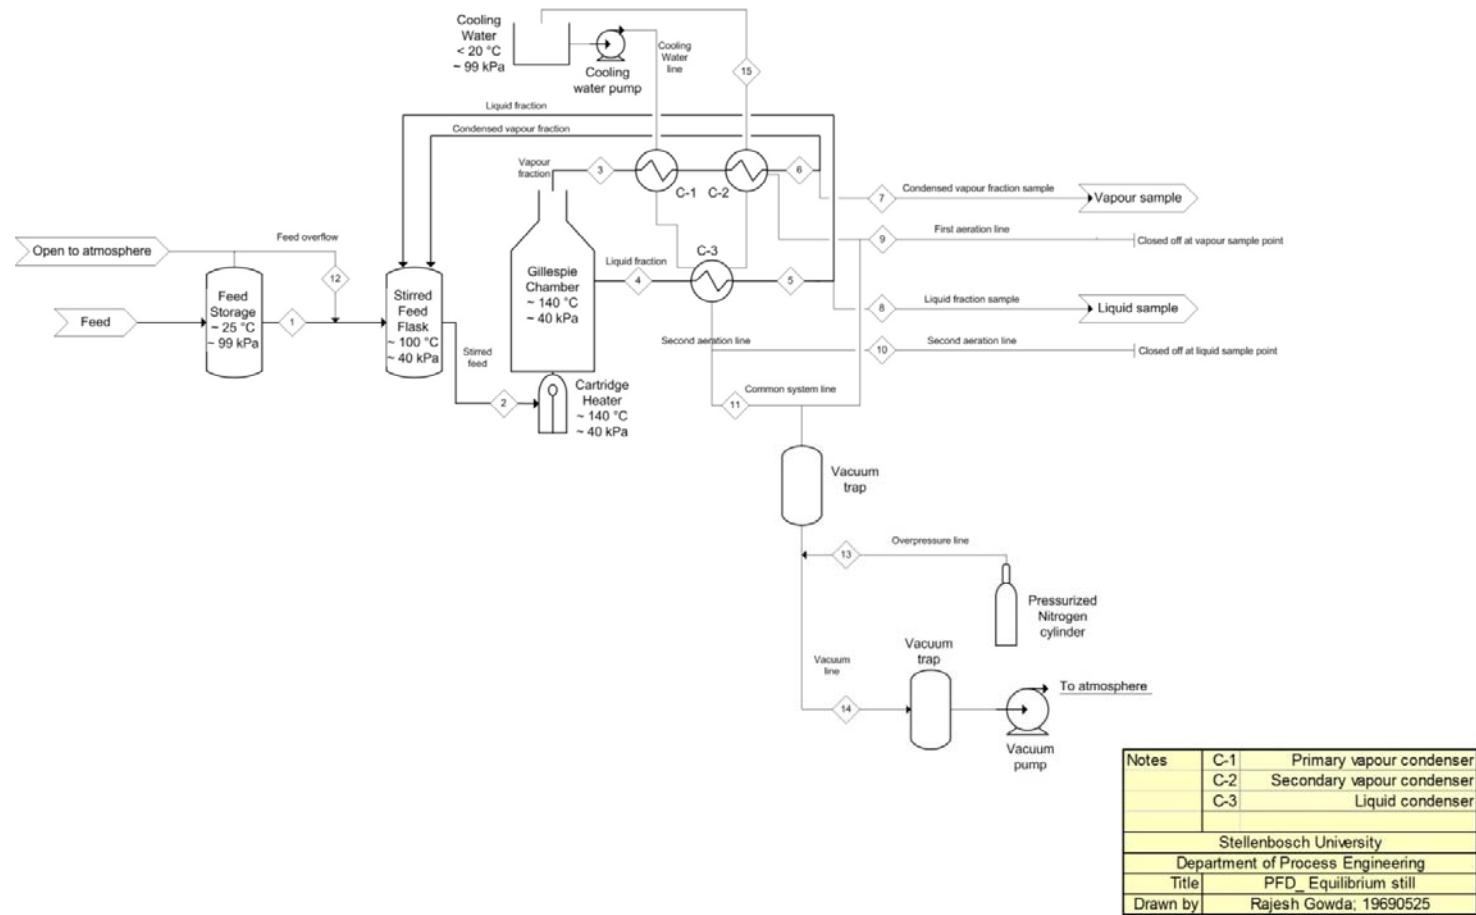 Cooling
Water
< 20 °C
~ 99 kPa
Cooling
water pump
Cooling
Water
line
15
Liquid fraction
Condensed vapour fraction
Vapour
fraction
3
C-1
C-2
6
7
Condensed vapour fraction sample
Vapour sample
Open to atmosphere
Feed overflow
12
9
First aeration line
Closed off at vapour sample point
Feed
Feed
Storage
~ 25 °C
~ 99 kPa
1
Stirred
Feed
Flask
~ 100 °C
~ 40 kPa
Stirred
feed
2
Gillespie
Chamber
~ 140 °C
~ 40 kPa
Liquid fraction
4
C-3
5
8
Liquid fraction sample
Liquid sample
Second aeration line
10
Second aeration line
Closed off at liquid sample point
Cartridge
Heater
~ 140 °C
~ 40 kPa
11
Common system line
Vacuum
trap
13
Overpressure line
Pressurized
Nitrogen
cylinder
Vacuum
line
14
Vacuum
trap
To atmosphere
Vacuum
pump
Notes C-1 Primary vapour condenser
C-2 Secondary vapour condenser
C-3 Liquid condenser
Stellenbosch University
Department of Process Engineering
Title PFD_ Equilibrium still
Drawn by Rajesh Gowda; 19690525